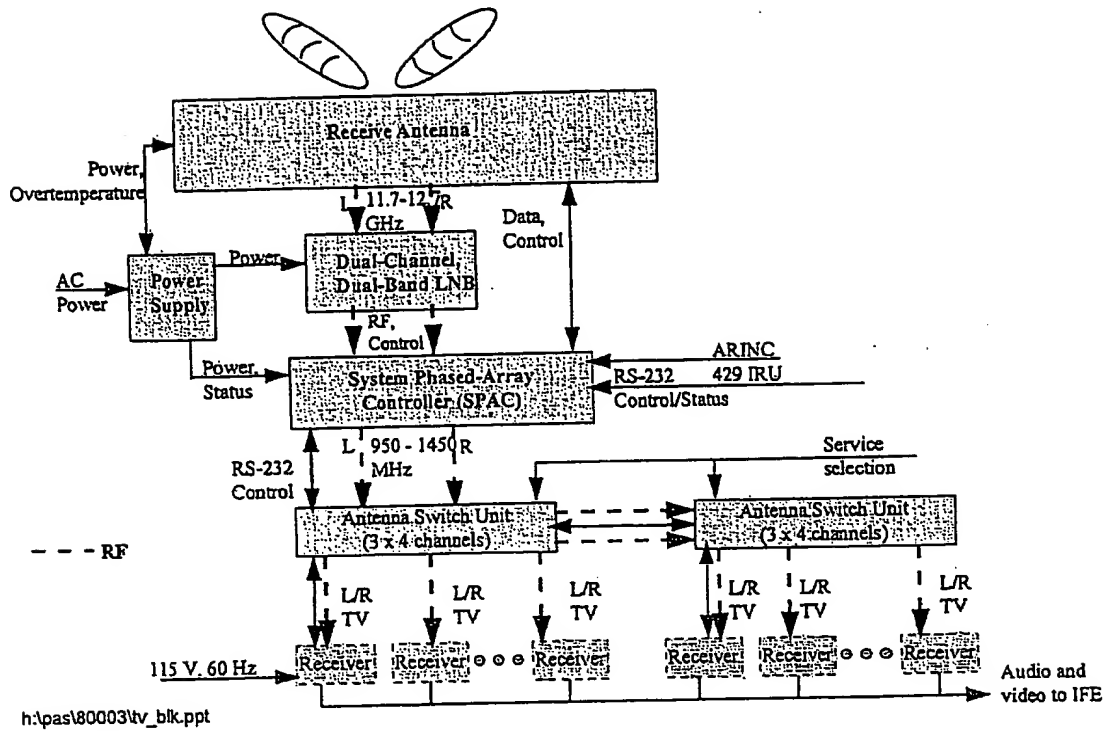 Receive Antenna
Power,
Overtemperature
L 11.7-12.7 R
GHz
Data,
Control
Power
Dual-Channel,
Dual-Band LNB
AC
Power
Power
Supply
RF,
Control
Power,
Status
System Phased-Array
Controller (SPAC)
ARINC
RS-232 429 IRU
Control/Status
L 950 - 1450 R
MHz
RS-232
Control
Service
selection
Antenna Switch Unit
(3 x 4 channels)
Antenna Switch Unit
(3 x 4 channels)
RF
L/R
TV
L/R
TV
L/R
TV
L/R
TV
L/R
TV
L/R
TV
115 V. 60 Hz
Receiver
Receiver
Receiver
Receiver
Receiver
Receiver
Audio and
video to IFE
h:\pas\80003\tv_blk.ppt